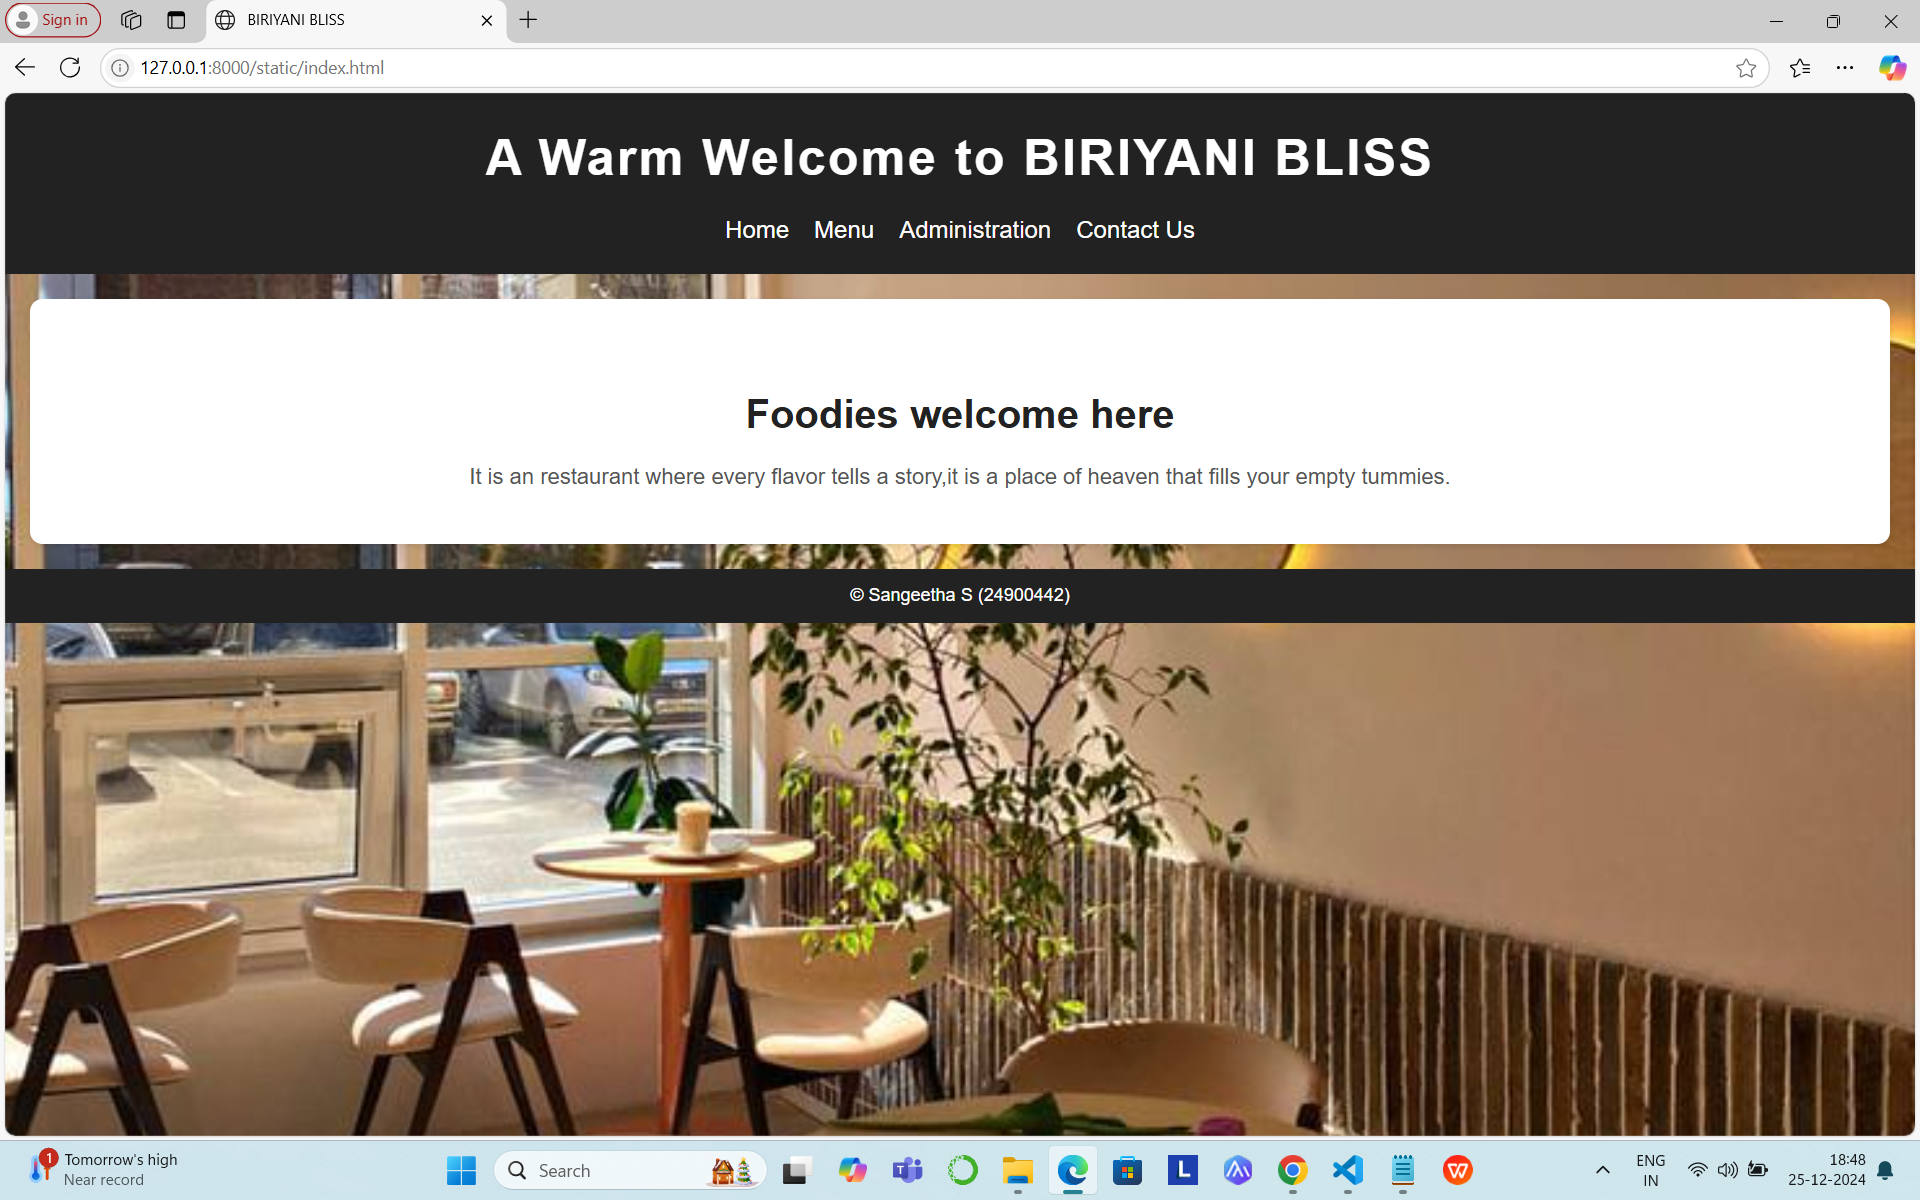 Sign in
BIRIYANI BLISS
127.0.0.1:8000/static/index.html
A Warm Welcome to BIRIYANI BLISS
Home Menu Administration Contact Us
Foodies welcome here
It is an restaurant where every flavor tells a story,it is a place of heaven that fills your empty tummies.
© Sangeetha S (24900442)
1
Tomorrow's high
Near record
Search
L
W
ENG
IN
18:48
25-12-2024